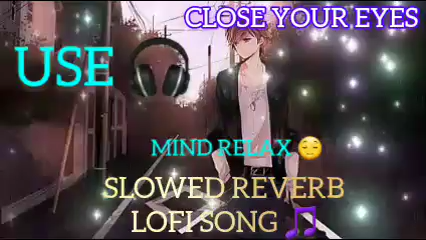 CLOSE YOUR EYES
USE 🎧
MIND RELAX 😌
SLOWED REVERB
LOFI SONG 🎵